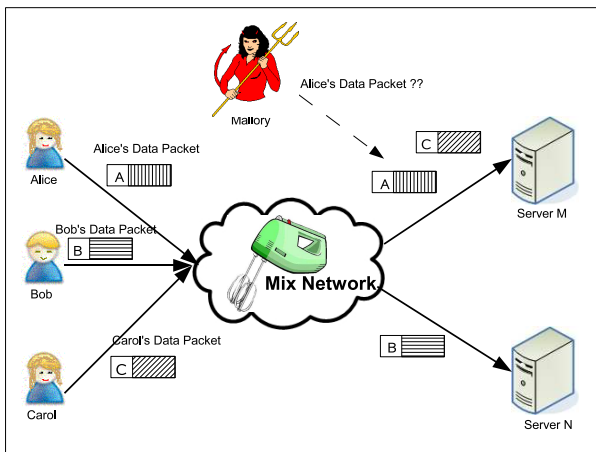 Mallory
Alice's Data Packet ??
Alice's Data Packet
A
Alice
C
A
Server M
Bob's Data Packet
B
Bob
Mix Network
Carol's Data Packet
C
Carol
B
Server N